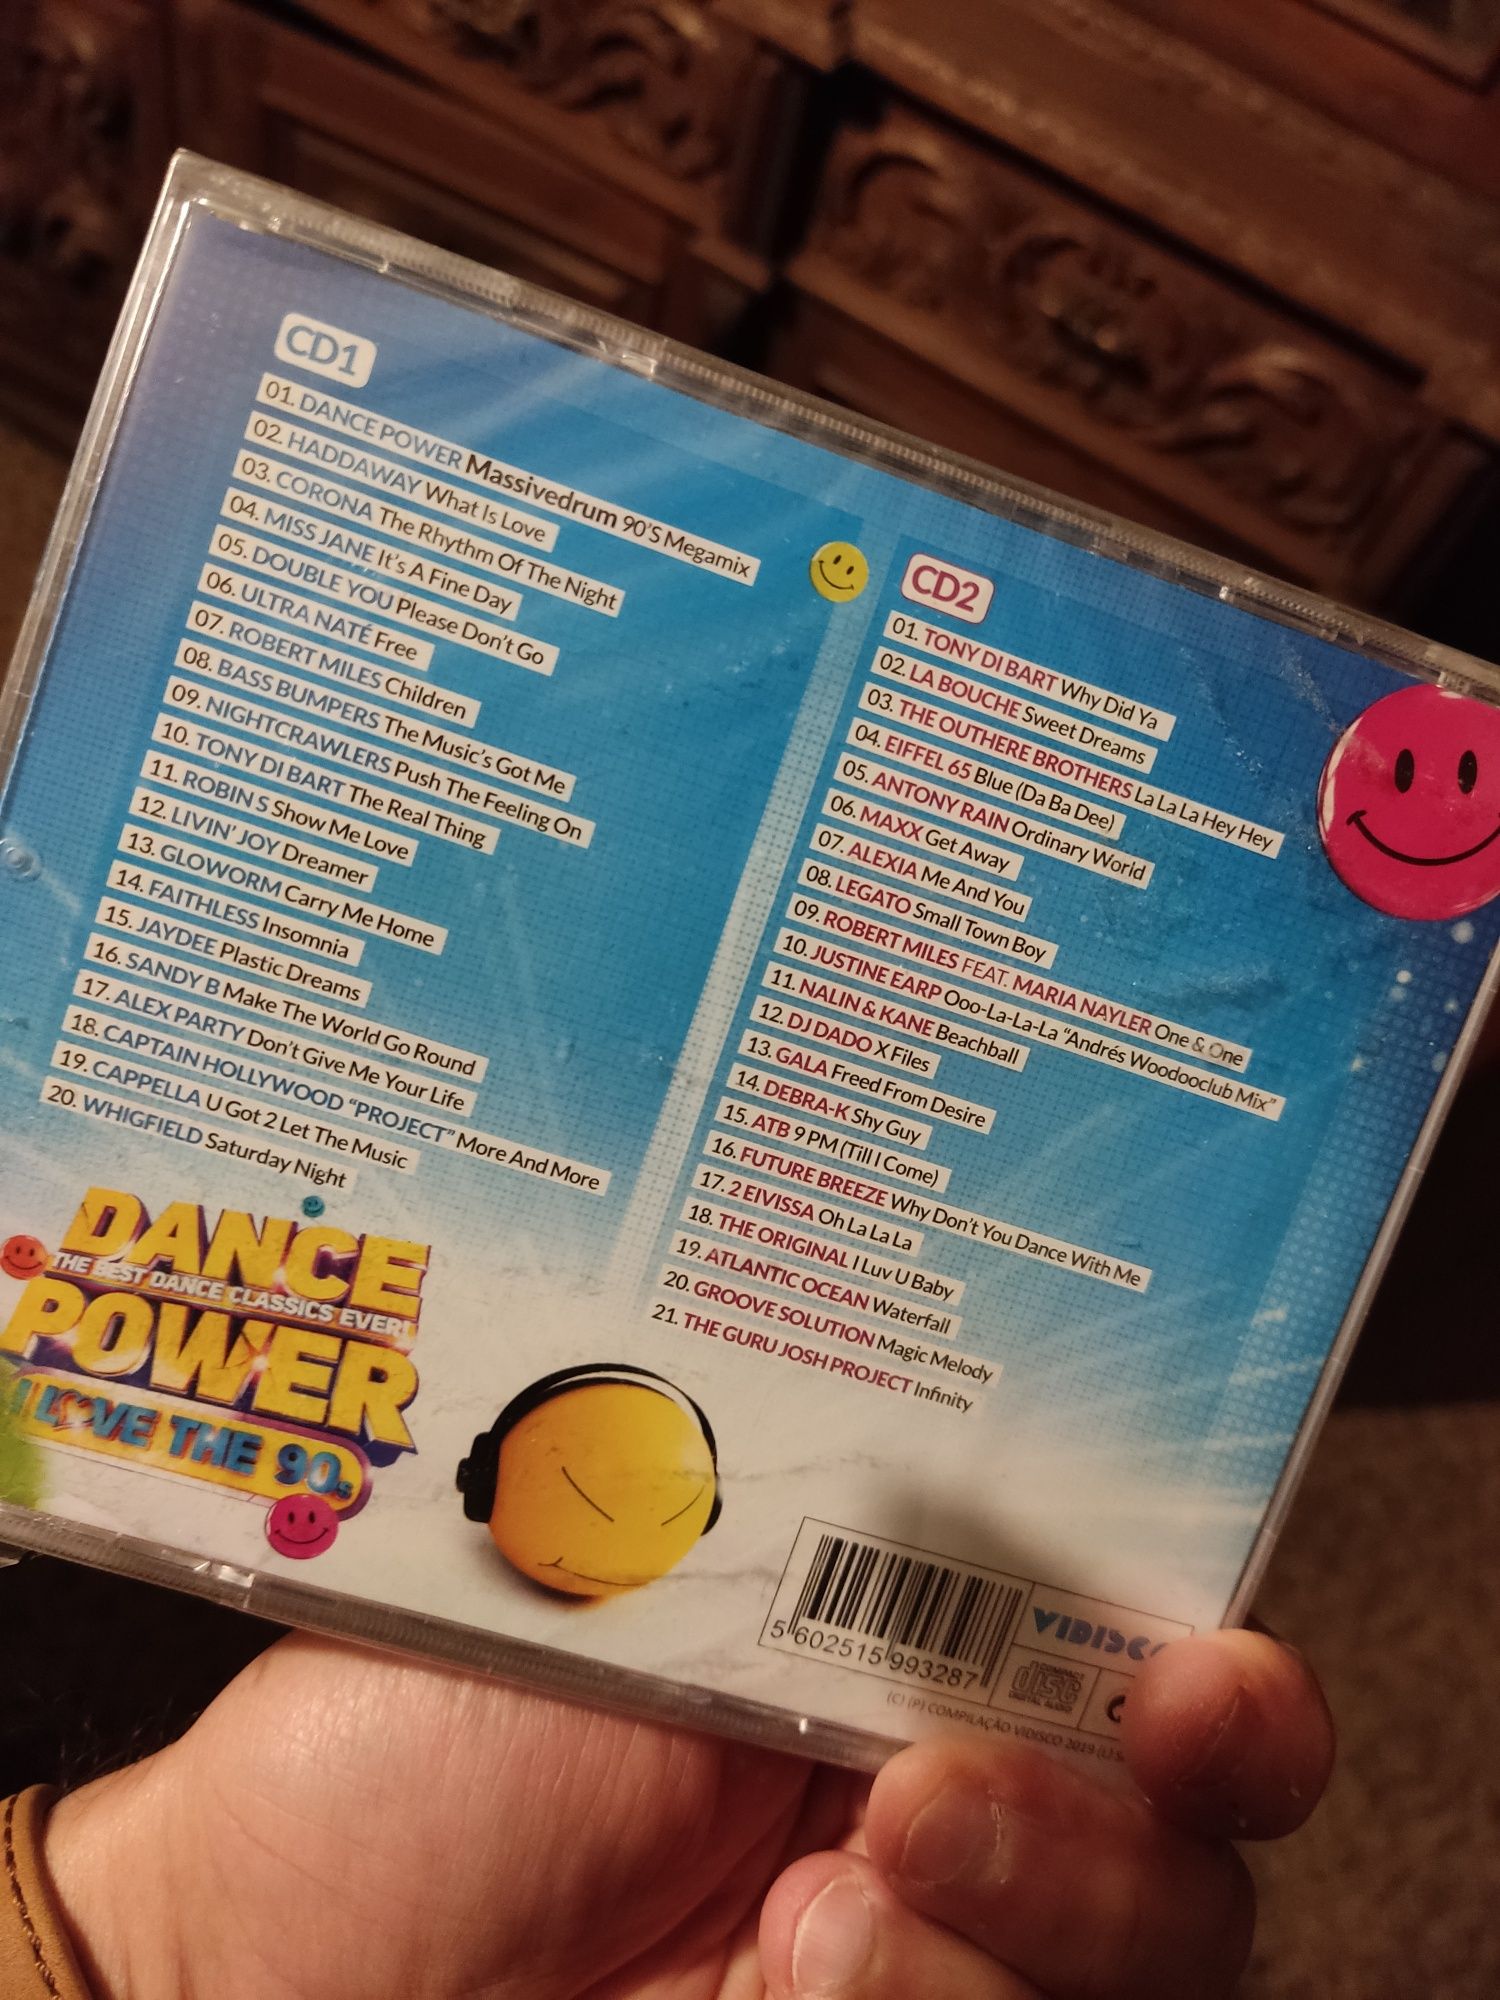 CD1
01. DANCE POWER Massivedrum 90'S Megamix
02. HADDAWAY What Is Love
03. CORONA The Rhythm Of The Night
04. MISS JANE It's A Fine Day
05. DOUBLE YOU Please Don't Go
06. ULTRA NATÉ Free
07. ROBERT MILES Children
08. BASS BUMPERS The Music's Got Me
09. NIGHTCRAWLERS Push The Feeling On
10. TONY DI BART The Real Thing
11. ROBIN S Show Me Love
12. LIVIN' JOY Dreamer
13. GLOWORM Carry Me Home
14. FAITHLESS Insomnia
15. JAYDEE Plastic Dreams
16. SANDY B Make The World Go Round
17. ALEX PARTY Don't Give Me Your Life
18. CAPTAIN HOLLYWOOD "PROJECT" More And More
19. CAPPELLA U Got 2 Let The Music
20. WHIGFIELD Saturday Night
CD2
01. TONY DI BART Why Did Ya
02. LA BOUCHE Sweet Dreams
03. THE OUTHERE BROTHERS La La La Hey Hey
04. EIFFEL 65 Blue (Da Ba Dee)
05. ANTONY RAIN Ordinary World
06. MAXX Get Away
07. ALEXIA Me And You
08. LEGATO Small Town Boy
09. ROBERT MILES FEAT. MARIA NAYLER One & One
10. JUSTINE EARP Ooo-La-La-La "Andrés Woodooclub Mix"
11. NALIN & KANE Beachball
12. DJ DADO X Files
13. GALA Freed From Desire
14. DEBRA-K Shy Guy
15. ATB 9 PM (Till I Come)
16. FUTURE BREEZE Why Don't You Dance With Me
17. 2 EIVISSA Oh La La La
18. THE ORIGINAL I Luv U Baby
19. ATLANTIC OCEAN Waterfall
20. GROOVE SOLUTION Magic Melody
21. THE GURU JOSH PROJECT Infinity
DANCE
THE BEST DANCE CLASSICS EVER!
POWER
I LOVE THE 90s
5 602515 993287
VIDISCO
COMPACT
disc
DIGITAL AUDIO
(C) (P) COMPILAÇÃO VIDISCO 2019